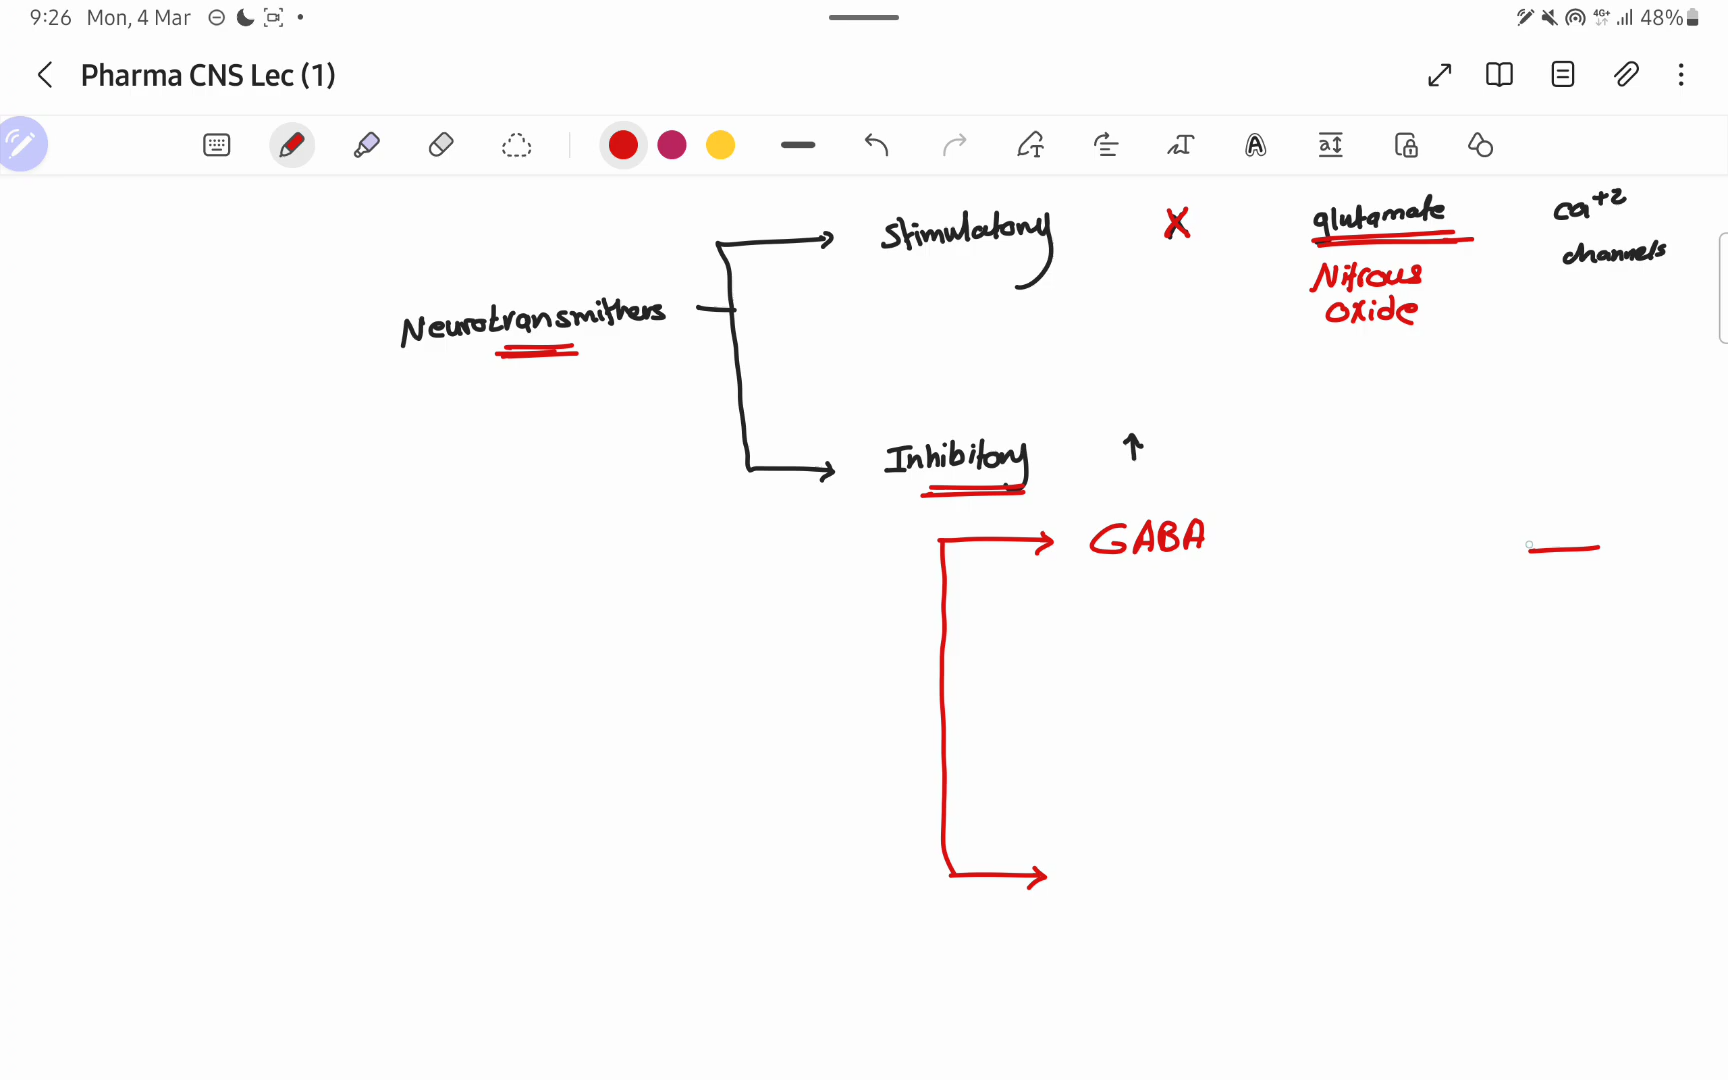 9:26 Mon, 4 Mar
4G+ 48%
Pharma CNS Lec (1)
Stimulatory X glutamate Ca+2
channels
Nitrous
oxide
Neurotransmitters
Inhibitory ↑
GABA